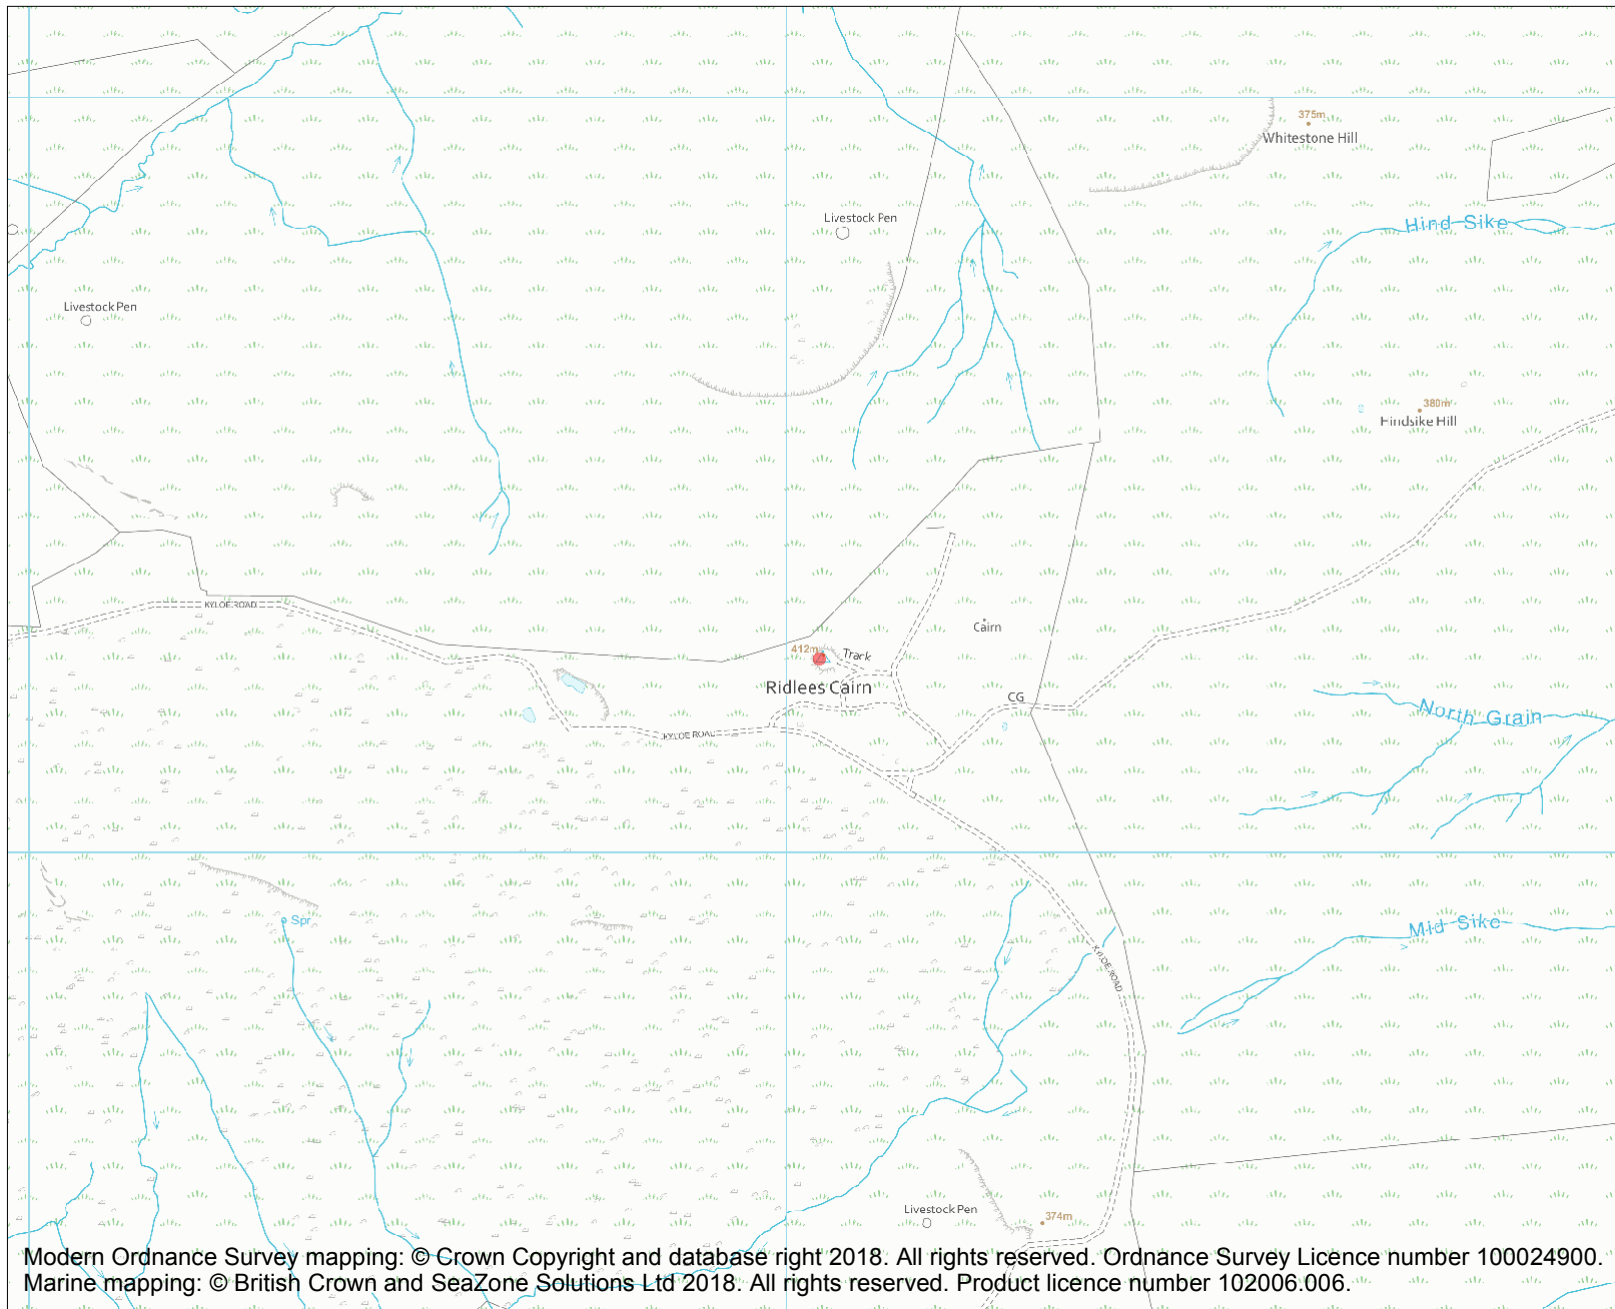 375m
Whitestone Hill
Livestock Pen
Hind Sike
Livestock Pen
380m
Hindsike Hill
KYLOE ROAD
Cairn
412m
Track
Ridlees Cairn
CG
North Grain
KYLOE ROAD
Spr
Mid Sike
KYLOE ROAD
Livestock Pen
374m
Modern Ordnance Survey mapping: © Crown Copyright and database right 2018. All rights reserved. Ordnance Survey Licence number 100024900.
Marine mapping: © British Crown and SeaZone Solutions Ltd 2018. All rights reserved. Product licence number 102006.006.